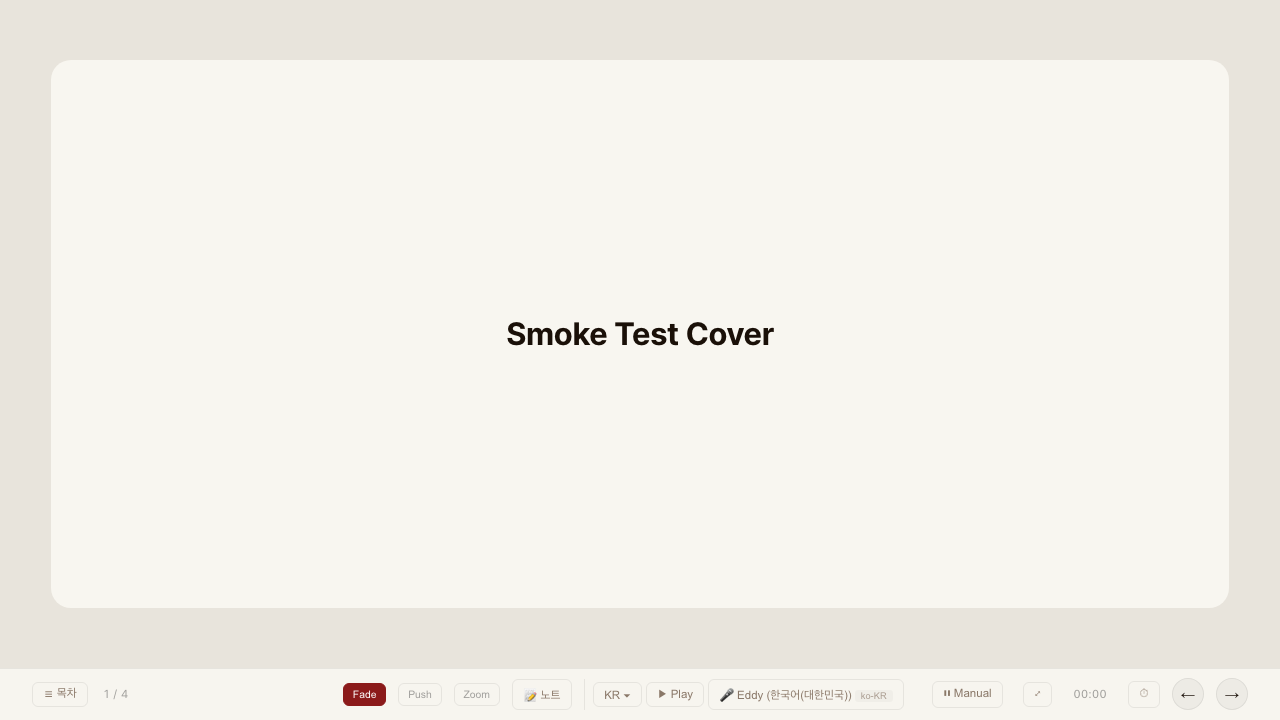 Smoke Test Cover
≡ 목차 1 / 4 Fade Push Zoom 📝 노트 KR ▾ ▶ Play 🎤 Eddy (한국어(대한민국)) ko-KR ⏸ Manual ⤢ 00:00 ⏱ ← →